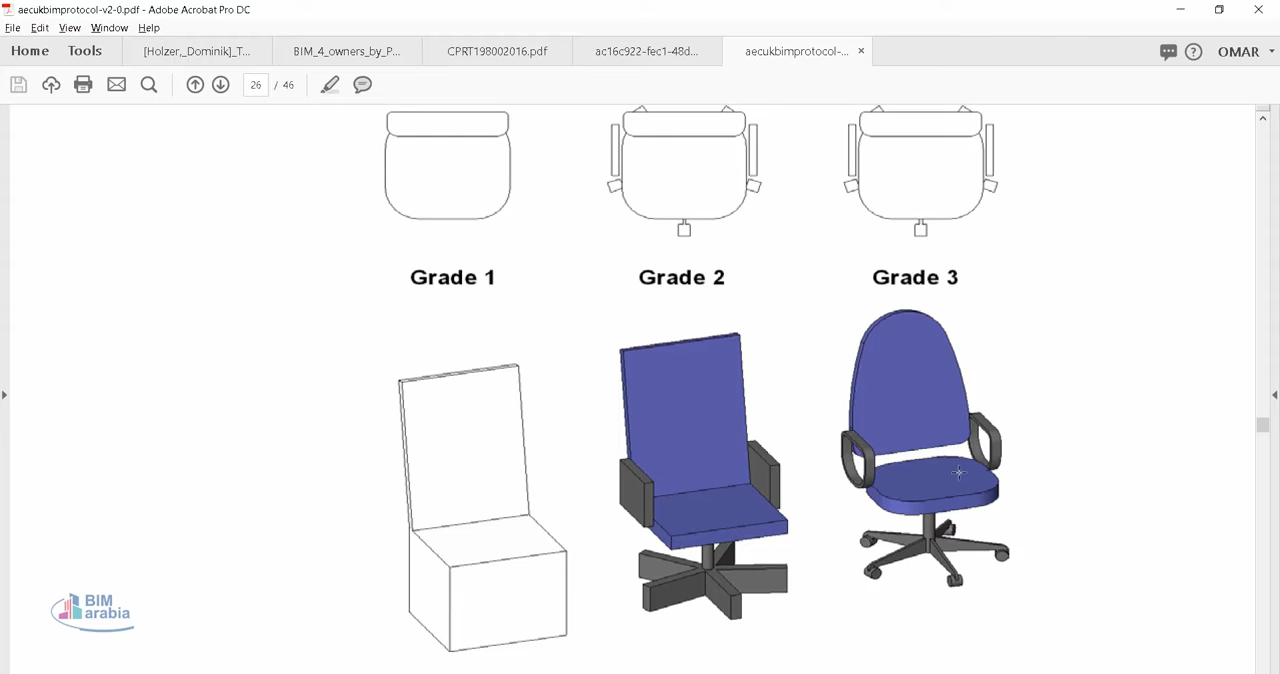 aecukbimprotocol-v2-0.pdf - Adobe Acrobat Pro DC
File Edit View Window Help
Home Tools [Holzer,_Dominik]_T... BIM_4_owners_by_P... CPRT198002016.pdf ac16c922-fec1-48d... aecukbimprotocol-... × OMAR
26 / 46
Grade 1 Grade 2 Grade 3
BIM
arabia